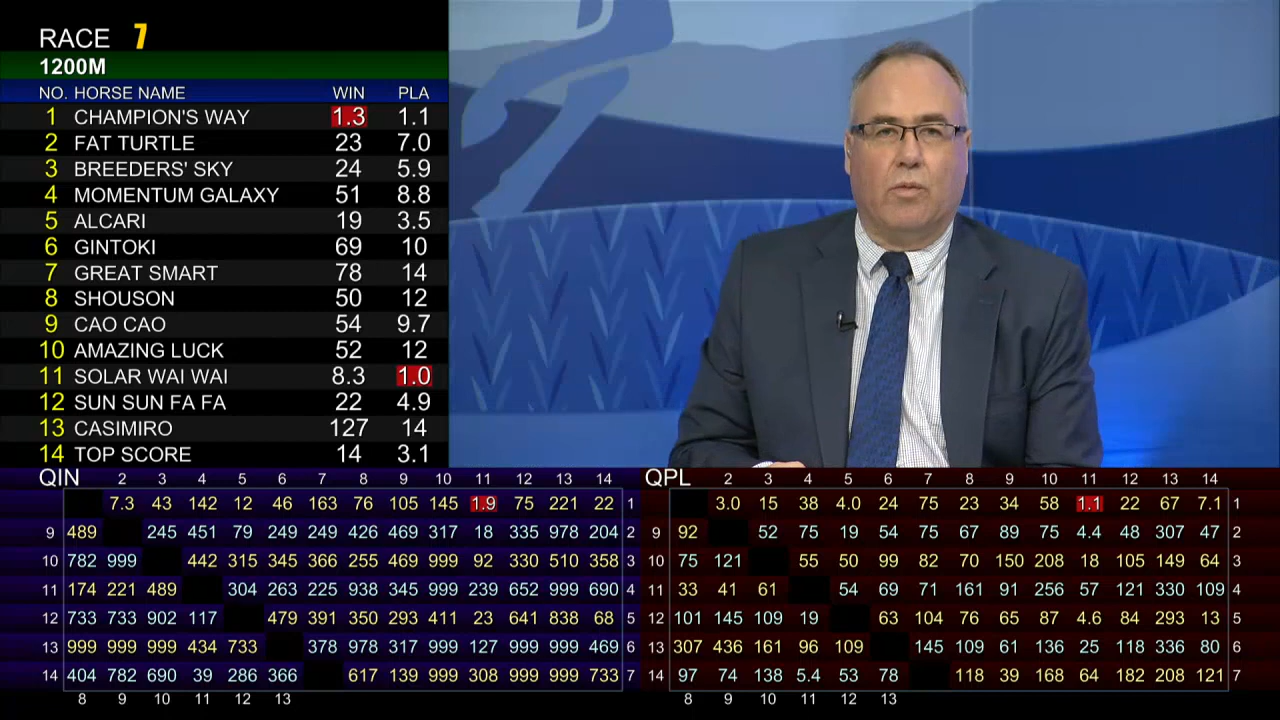 RACE 7
1200M
NO. HORSE NAME WIN PLA
1 CHAMPION'S WAY 1.3 1.1
2 FAT TURTLE 23 7.0
3 BREEDERS' SKY 24 5.9
4 MOMENTUM GALAXY 51 8.8
5 ALCARI 19 3.5
6 GINTOKI 69 10
7 GREAT SMART 78 14
8 SHOUSON 50 12
9 CAO CAO 54 9.7
10 AMAZING LUCK 52 12
11 SOLAR WAI WAI 8.3 1.0
12 SUN SUN FA FA 22 4.9
13 CASIMIRO 127 14
14 TOP SCORE 14 3.1
QIN 2 3 4 5 6 7 8 9 10 11 12 13 14
7.3 43 142 12 46 163 76 105 145 1.9 75 221 22 1
9 489 245 451 79 249 249 426 469 317 18 335 978 204 2
10 782 999 442 315 345 366 255 469 999 92 330 510 358 3
11 174 221 489 304 263 225 938 345 999 239 652 999 690 4
12 733 733 902 117 479 391 350 293 411 23 641 838 68 5
13 999 999 999 434 733 378 978 317 999 127 999 999 469 6
14 404 782 690 39 286 366 617 139 999 308 999 999 733 7
8 9 10 11 12 13
QPL 2 3 4 5 6 7 8 9 10 11 12 13 14
3.0 15 38 4.0 24 75 23 34 58 1.1 22 67 7.1 1
9 92 52 75 19 54 75 67 89 75 4.4 48 307 47 2
10 75 121 55 50 99 82 70 150 208 18 105 149 64 3
11 33 41 61 54 69 71 161 91 256 57 121 330 109 4
12 101 145 109 19 63 104 76 65 87 4.6 84 293 13 5
13 307 436 161 96 109 145 109 61 136 25 118 336 80 6
14 97 74 138 5.4 53 78 118 39 168 64 182 208 121 7
8 9 10 11 12 13